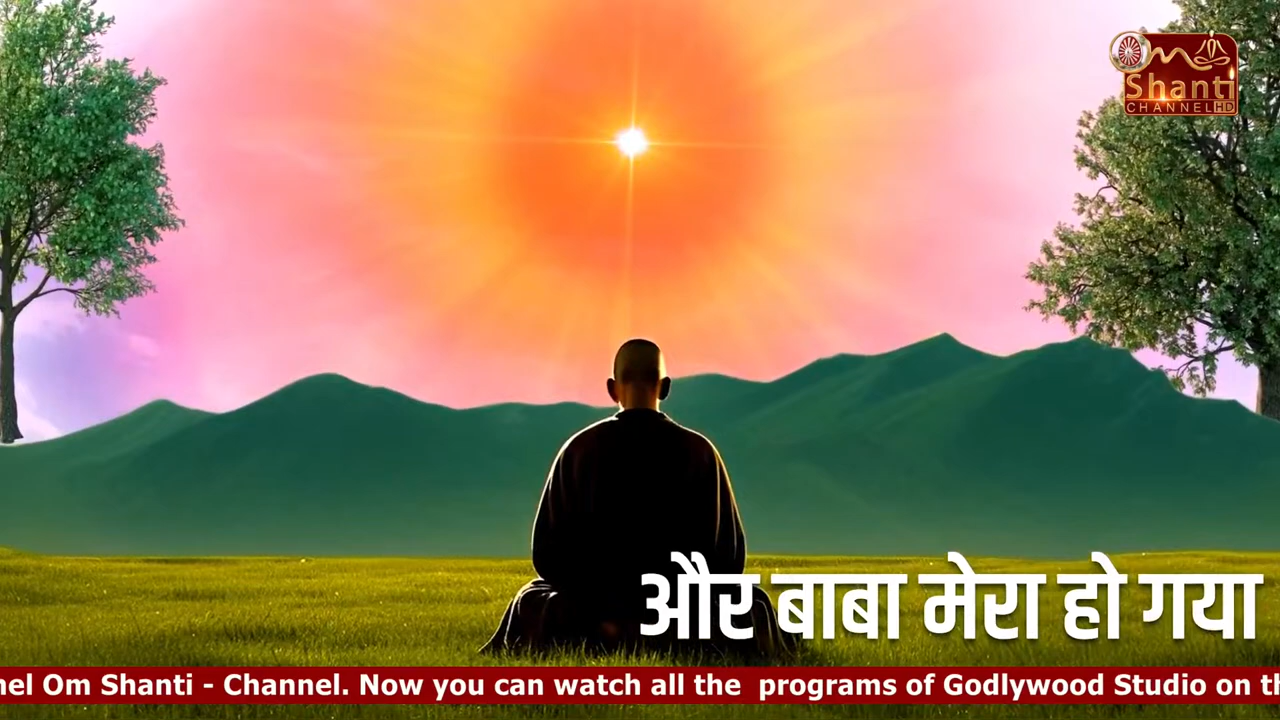 Om
Shanti
CHANNEL HD
और बाबा मेरा हो गया
nel Om Shanti - Channel. Now you can watch all the programs of Godlywood Studio on th